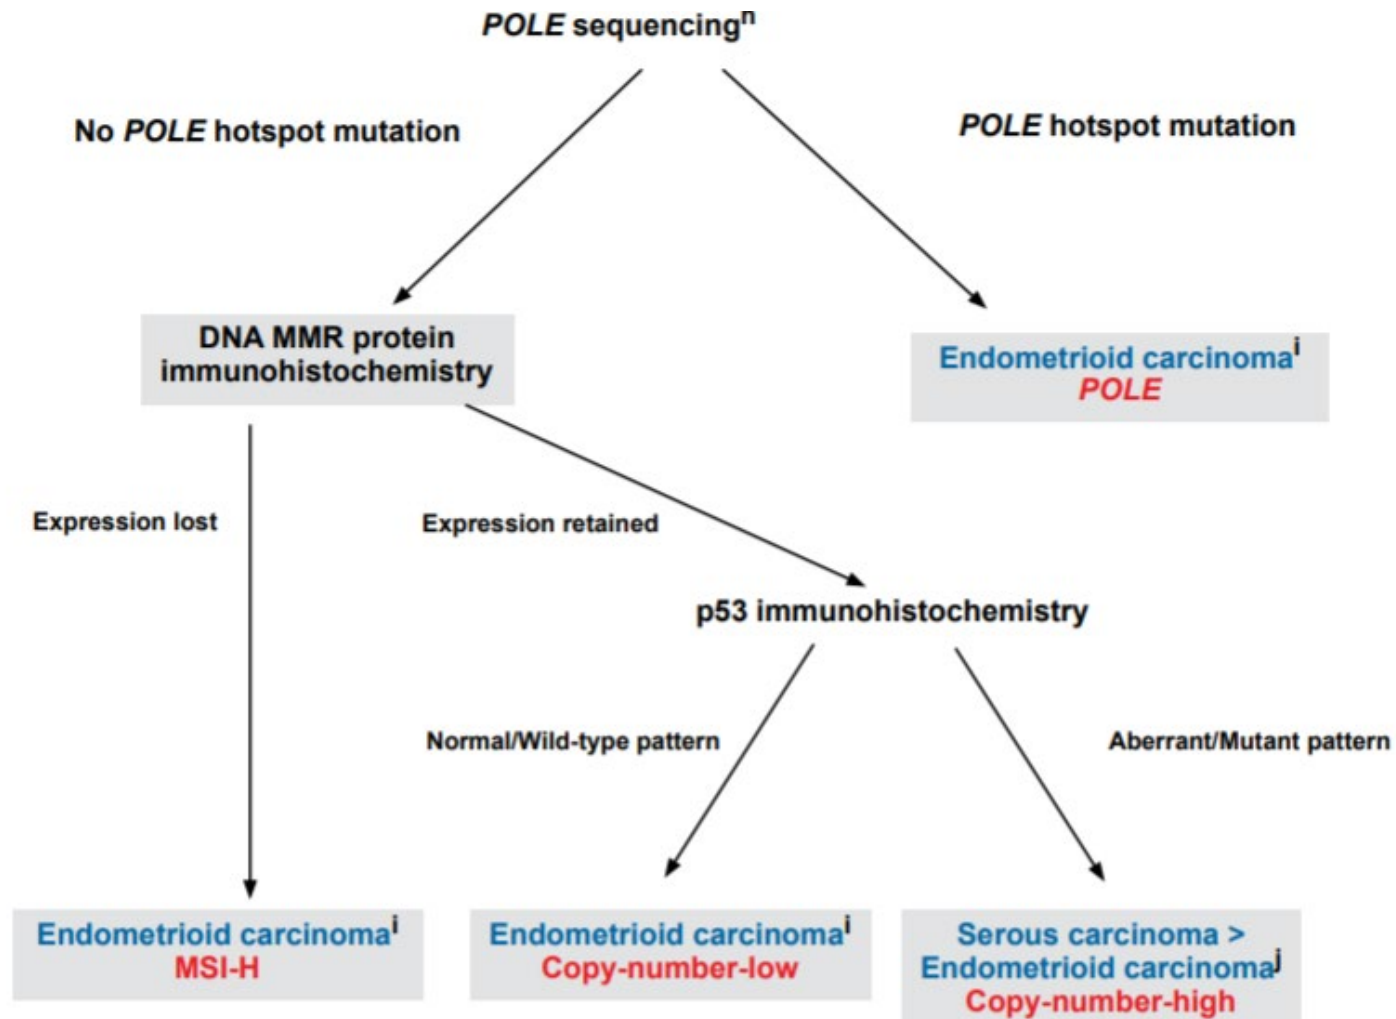 POLE sequencingⁿ
No POLE hotspot mutation
POLE hotspot mutation
DNA MMR protein
immunohistochemistry
Endometrioid carcinomaⁱ
POLE
Expression lost
Expression retained
p53 immunohistochemistry
Normal/Wild-type pattern
Aberrant/Mutant pattern
Endometrioid carcinomaⁱ
MSI-H
Endometrioid carcinomaⁱ
Copy-number-low
Serous carcinoma >
Endometrioid carcinomaʲ
Copy-number-high